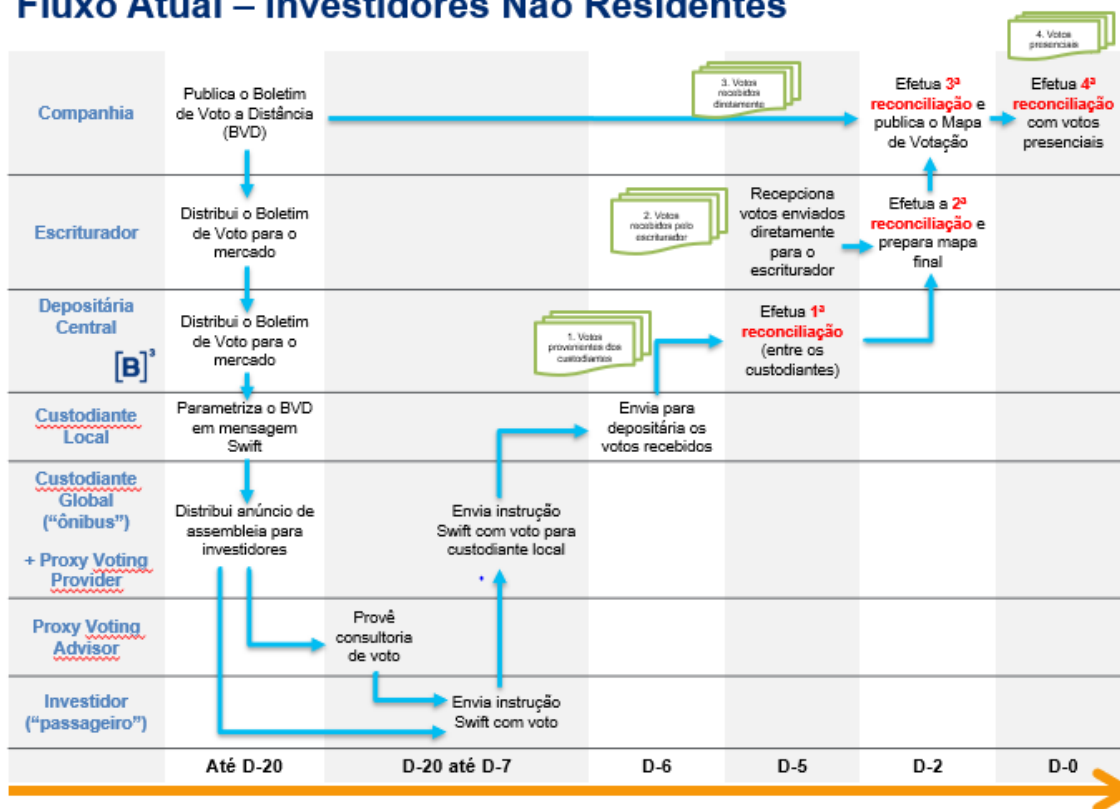 Fluxo Atual – Investidores Não Residentes
4. Votos
presenciais
3. Votos
recebidos
diretamente
Companhia
Publica o Boletim
de Voto a Distância
(BVD)
Efetua 3ª
reconciliação e
publica o Mapa
de Votação
Efetua 4ª
reconciliação
com votos
presenciais
Escriturador
Distribui o Boletim
de Voto para o
mercado
2. Votos
recebidos pelo
escriturador
Recepciona
votos enviados
diretamente
para o
escriturador
Efetua a 2ª
reconciliação e
prepara mapa
final
Depositária
Central
[B]³
Distribui o Boletim
de Voto para o
mercado
1. Votos
provenientes dos
custodiantes
Efetua 1ª
reconciliação
(entre os
custodiantes)
Custodiante
Local
Parametriza o BVD
em mensagem
Swift
Envia para
depositária os
votos recebidos
Custodiante
Global
(“ônibus”)
+ Proxy Voting
Provider
Distribui anúncio de
assembleia para
investidores
Envia instrução
Swift com voto para
custodiante local
Proxy Voting
Advisor
Provê
consultoria
de voto
Investidor
(“passageiro”)
Envia instrução
Swift com voto
Até D-20
D-20 até D-7
D-6
D-5
D-2
D-0